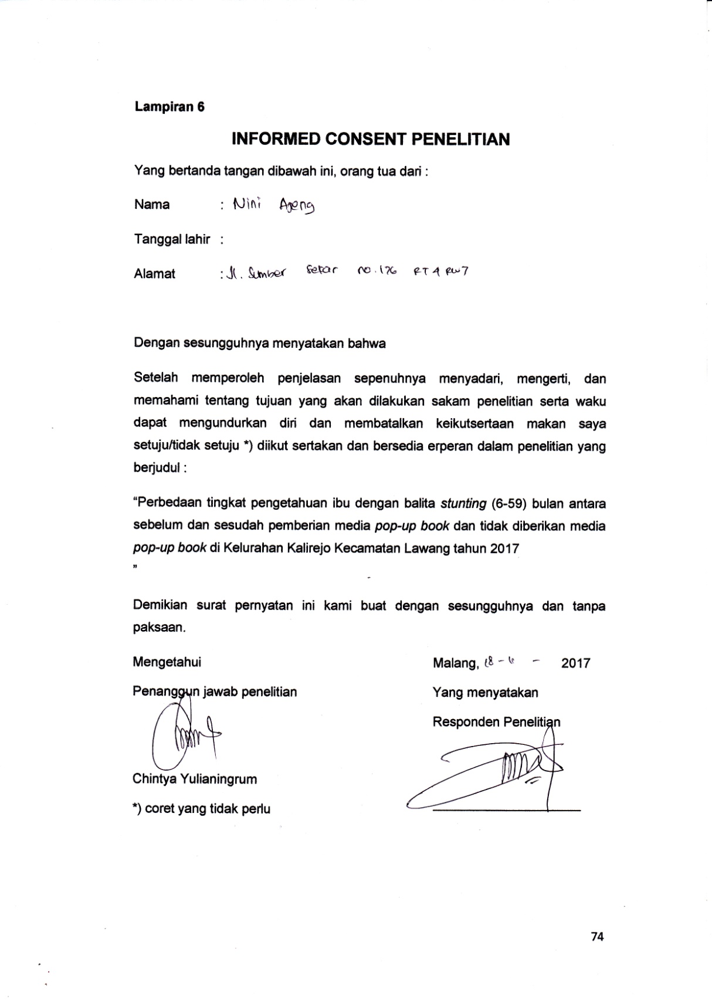 Lampiran 6
INFORMED CONSENT PENELITIAN
Yang bertanda tangan dibawah ini, orang tua dari :
Nama : Nini Ageng
Tanggal lahir :
Alamat : Jl. Sumber Sekar no.176 RT 4 RW 7
Dengan sesungguhnya menyatakan bahwa
Setelah memperoleh penjelasan sepenuhnya menyadari, mengerti, dan
memahami tentang tujuan yang akan dilakukan sakam penelitian serta waku
dapat mengundurkan diri dan membatalkan keikutsertaan makan saya
setuju/tidak setuju *) diikut sertakan dan bersedia erperan dalam penelitian yang
berjudul :
“Perbedaan tingkat pengetahuan ibu dengan balita stunting (6-59) bulan antara
sebelum dan sesudah pemberian media pop-up book dan tidak diberikan media
pop-up book di Kelurahan Kalirejo Kecamatan Lawang tahun 2017
”
Demikian surat pernyatan ini kami buat dengan sesungguhnya dan tanpa
paksaan.
Mengetahui
Malang, - 2017
Penanggun jawab penelitian
Yang menyatakan
Responden Penelitian
Chintya Yulianingrum
*) coret yang tidak perlu
74